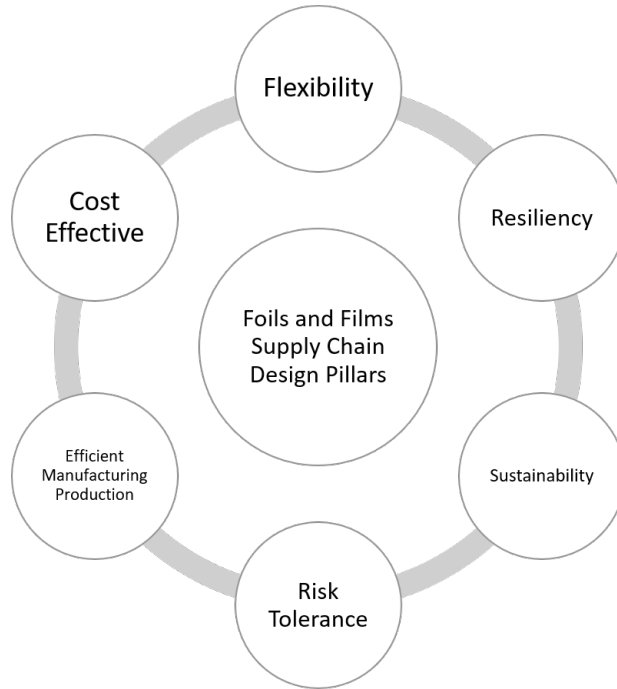 Flexibility
Cost
Effective
Resiliency
Foils and Films
Supply Chain
Design Pillars
Efficient
Manufacturing
Production
Sustainability
Risk
Tolerance